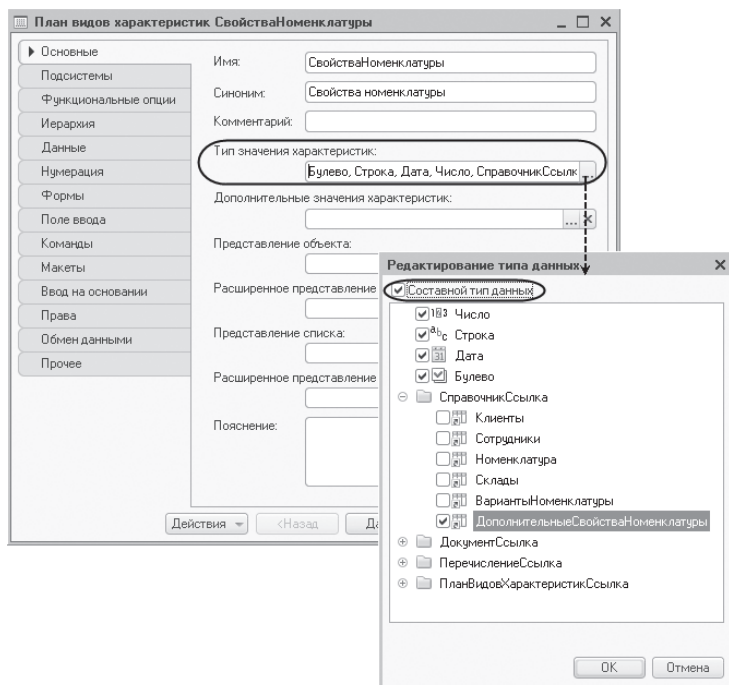 План видов характеристик СвойстваНоменклатуры
Основные
Подсистемы
Функциональные опции
Иерархия
Данные
Нумерация
Формы
Поле ввода
Команды
Макеты
Ввод на основании
Права
Обмен данными
Прочее
Имя: СвойстваНоменклатуры
Синоним: Свойства номенклатуры
Комментарий:
Тип значения характеристик:
Булево, Строка, Дата, Число, СправочникСсылк ...
Дополнительные значения характеристик:
...
Представление объекта:
Расширенное представление
Представление списка:
Расширенное представление
Пояснение:
Действия
<Назад
Да
Редактирование типа данных
Составной тип данных
Число
Строка
Дата
Булево
СправочникСсылка
Клиенты
Сотрудники
Номенклатура
Склады
ВариантыНоменклатуры
ДополнительныеСвойстваНоменклатуры
ДокументСсылка
ПеречислениеСсылка
ПланВидовХарактеристикСсылка
ОК
Отмена